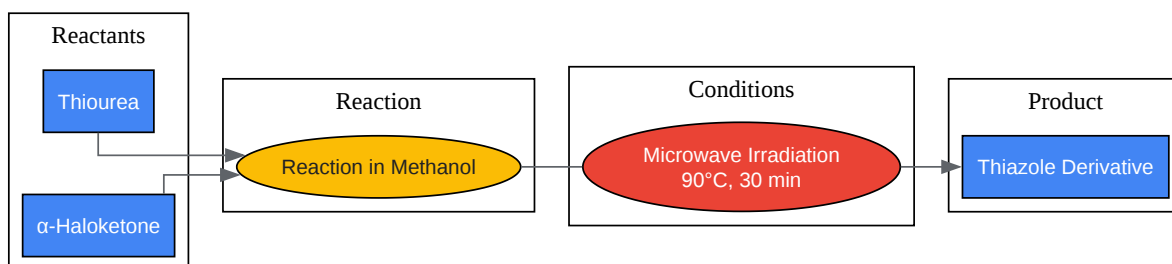 Reactants
Thiourea
α-Haloketone
Reaction
Reaction in Methanol
Conditions
Microwave Irradiation
90°C, 30 min
Product
Thiazole Derivative